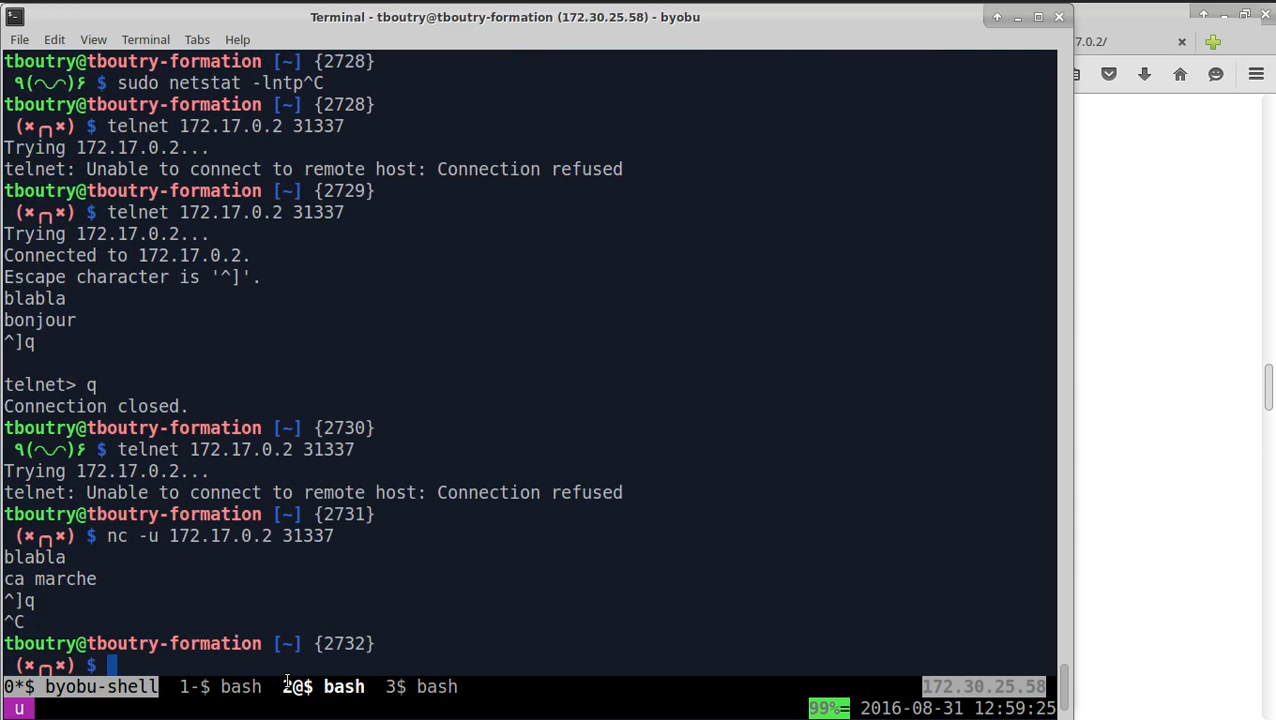 Terminal - tboutry@tboutry-formation (172.30.25.58) - byobu
File Edit View Terminal Tabs Help
7.0.2/
tboutry@tboutry-formation [~] {2728}
٩(◠◡◠)۶ $ sudo netstat -lntp^C
tboutry@tboutry-formation [~] {2728}
(✖╭╮✖) $ telnet 172.17.0.2 31337
Trying 172.17.0.2...
telnet: Unable to connect to remote host: Connection refused
tboutry@tboutry-formation [~] {2729}
(✖╭╮✖) $ telnet 172.17.0.2 31337
Trying 172.17.0.2...
Connected to 172.17.0.2.
Escape character is '^]'.
blabla
bonjour
^]q
telnet> q
Connection closed.
tboutry@tboutry-formation [~] {2730}
٩(◠◡◠)۶ $ telnet 172.17.0.2 31337
Trying 172.17.0.2...
telnet: Unable to connect to remote host: Connection refused
tboutry@tboutry-formation [~] {2731}
(✖╭╮✖) $ nc -u 172.17.0.2 31337
blabla
ca marche
^]q
^C
tboutry@tboutry-formation [~] {2732}
(✖╭╮✖) $
0*$ byobu-shell 1-$ bash 2@$ bash 3$ bash 172.30.25.58
u 99%= 2016-08-31 12:59:25